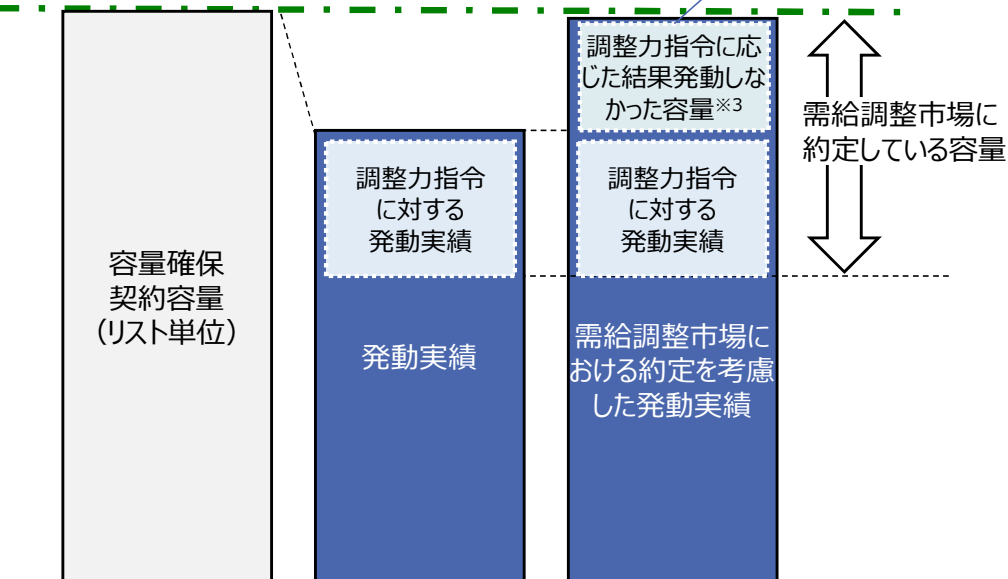 容量確保
契約容量
（リスト単位）
調整力指令
に対する
発動実績
発動実績
調整力指令に応
じた結果発動しな
かった容量※3
調整力指令
に対する
発動実績
需給調整市場に
おける約定を考慮
した発動実績
需給調整市場に
約定している容量